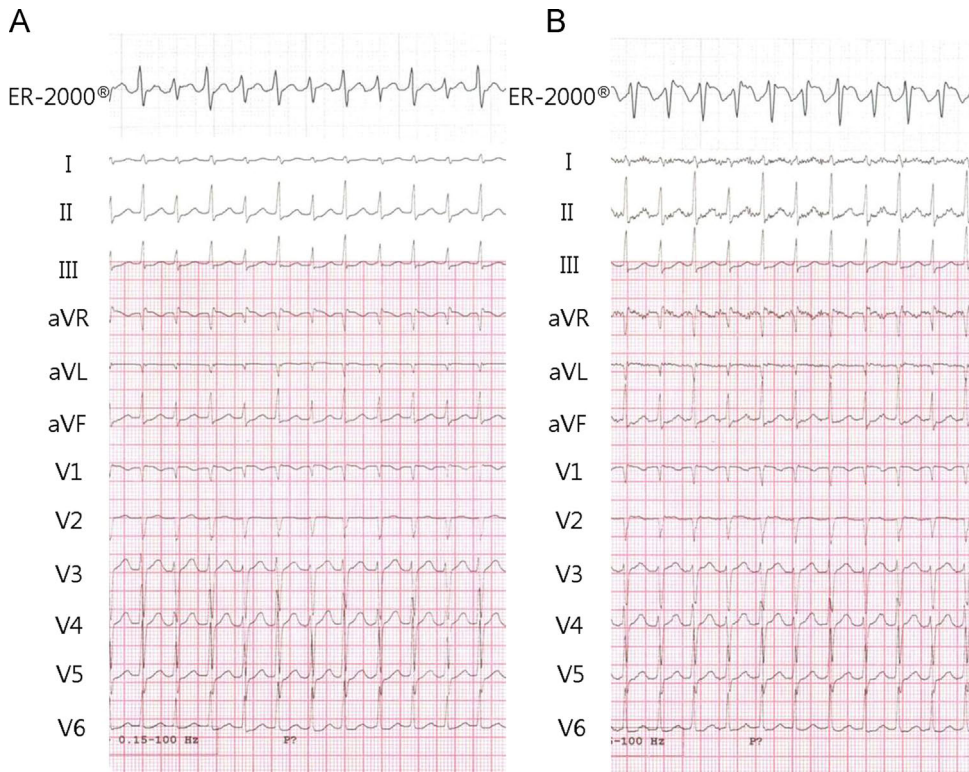 A
B
ER-2000®
ER-2000®
I
I
II
II
III
III
aVR
aVR
aVL
aVL
aVF
aVF
V1
V1
V2
V2
V3
V3
V4
V4
V5
V5
V6
V6
0.15-100 Hz P?
5-100 Hz P?